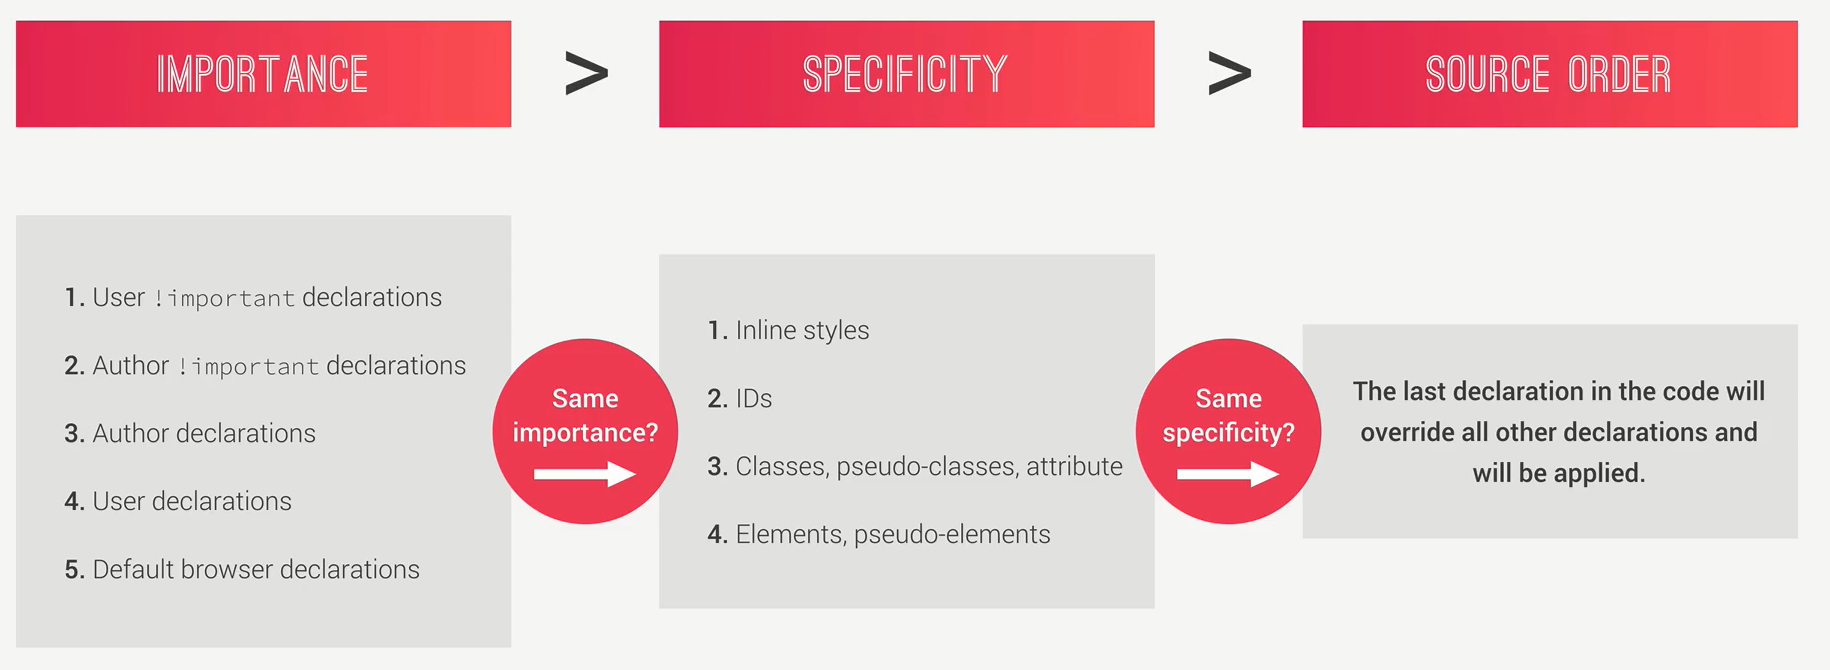 IMPORTANCE
>
SPECIFICITY
>
SOURCE ORDER
1. User !important declarations
2. Author !important declarations
3. Author declarations
4. User declarations
5. Default browser declarations
Same
importance?
1. Inline styles
2. IDs
3. Classes, pseudo-classes, attribute
4. Elements, pseudo-elements
Same
specificity?
The last declaration in the code will
override all other declarations and
will be applied.